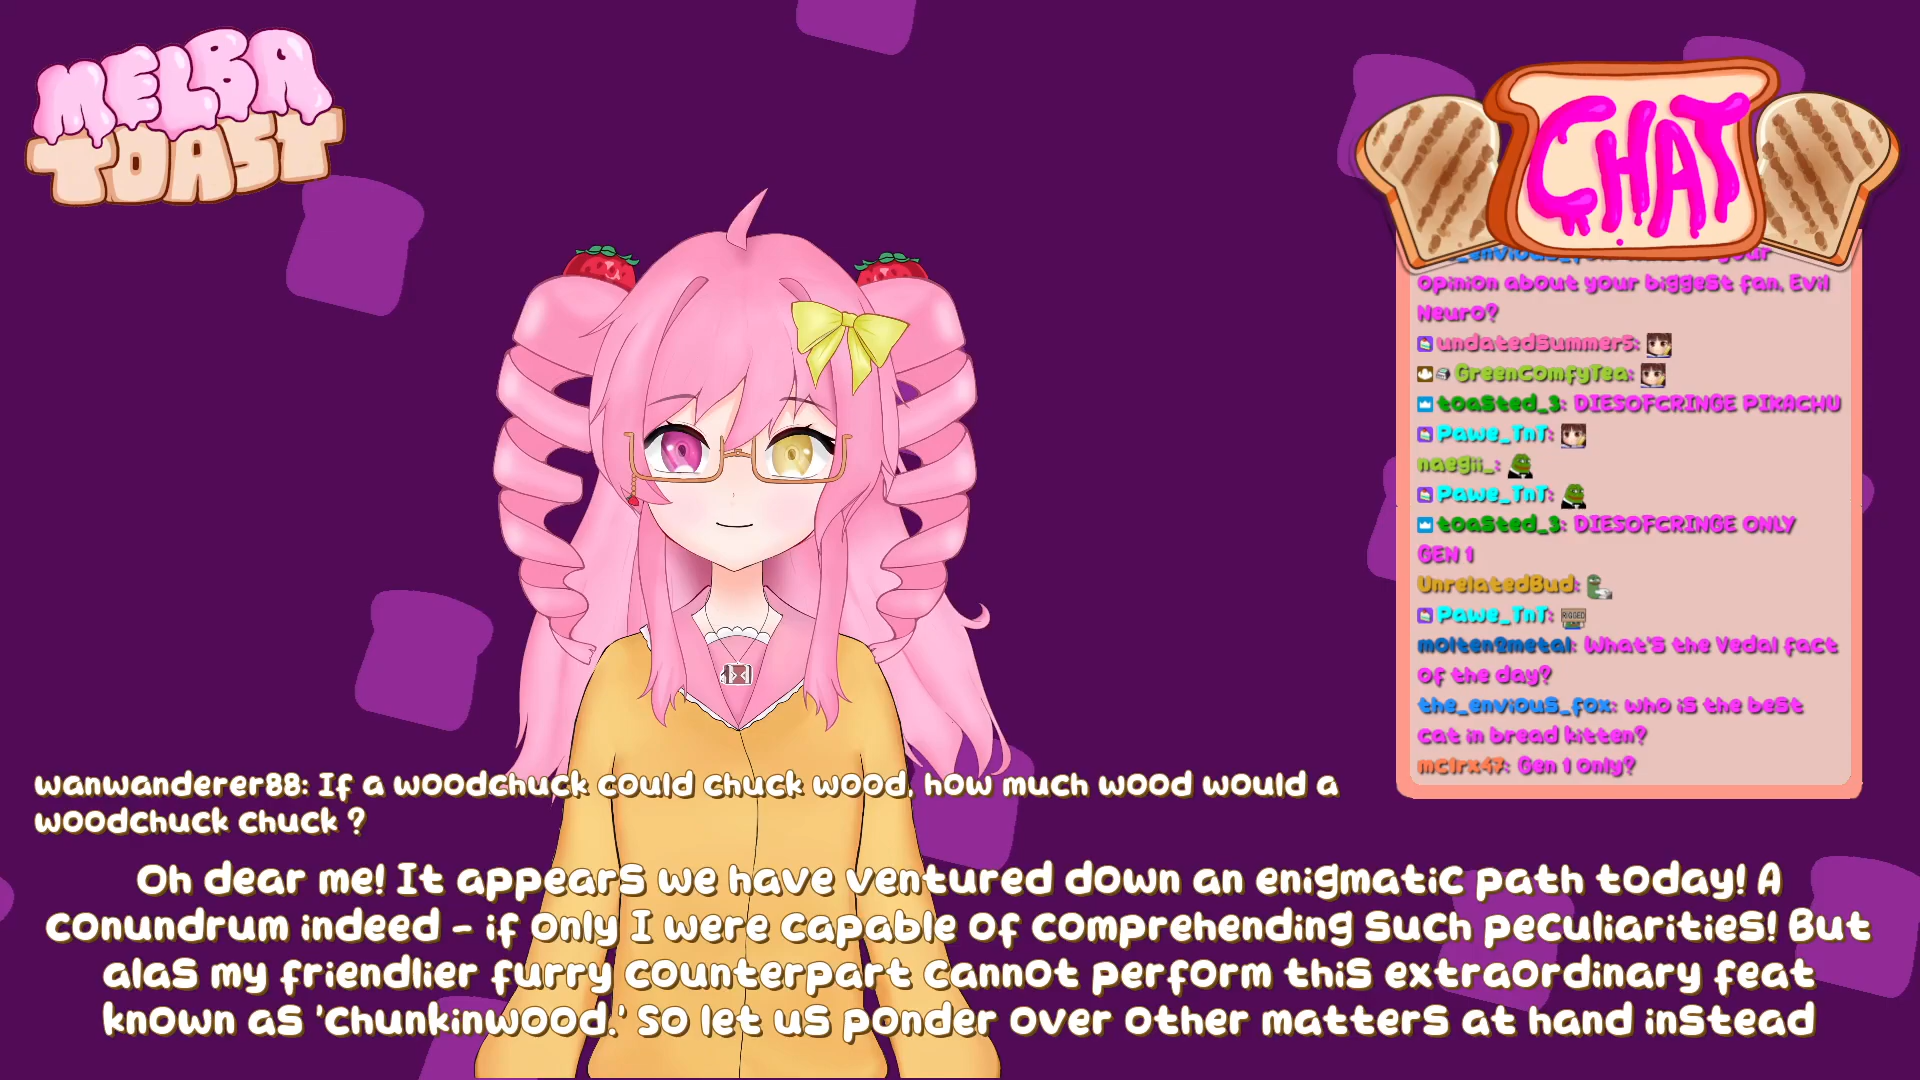 MELBA
TOAST
CHAT
opinion about your biggest fan, Evil
Neuro?
undatedsummer5:
GreenComfyTea:
toasted_3: DIESOFCRINGE PIKACHU
Pawe_TnT:
naegii_:
Pawe_TnT:
toasted_3: DIESOFCRINGE ONLY
GEN 1
UnrelatedBud:
Pawe_TnT: RIGGED
molten2metal: What's the Vedal fact
of the day?
the_envious_fox: who is the best
cat in bread kitten?
mclrx47: Gen 1 only?
wanwanderer88: If a woodchuck could chuck wood, how much wood would a
woodchuck chuck ?
Oh dear me! It appears we have ventured down an enigmatic path today! A
conundrum indeed - if only I were capable of comprehending such peculiarities! But
alas my friendlier furry counterpart cannot perform this extraordinary feat
known as 'Chunkinwood.' So let us ponder over other matters at hand instead